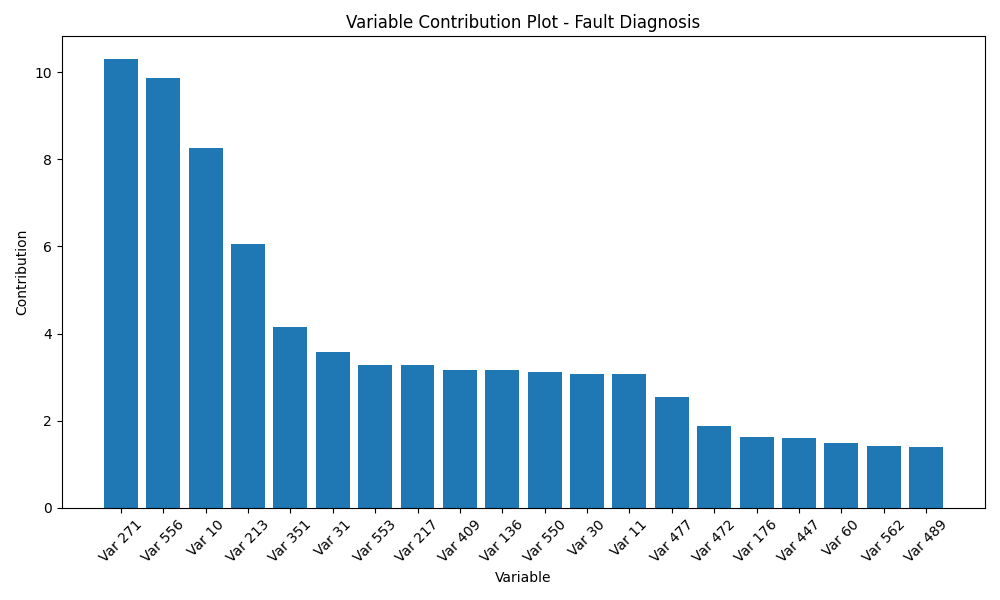 Variable Contribution Plot - Fault Diagnosis
Contribution
10
8
6
4
2
0
Var 271
Var 556
Var 10
Var 213
Var 351
Var 31
Var 553
Var 217
Var 409
Var 136
Var 550
Var 30
Var 11
Var 477
Var 472
Var 176
Var 447
Var 60
Var 562
Var 489
Variable